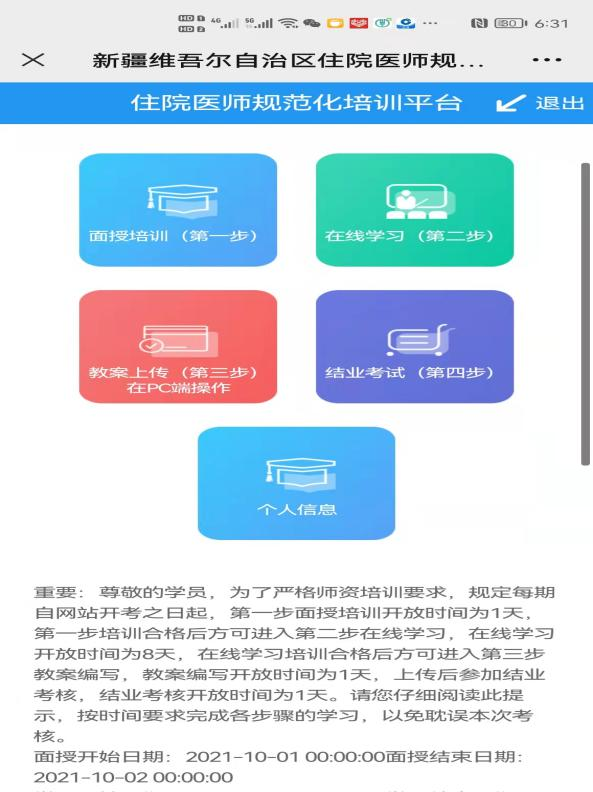 HD 1 4G 5G 80 6:31
HD 2
新疆维吾尔自治区住院医师规...
住院医师规范化培训平台 退出
面授培训（第一步） 在线学习（第二步）
教案上传（第三步） 结业考试（第四步）
在PC端操作
个人信息
重要：尊敬的学员，为了严格师资培训要求，规定每期
自网站开考之日起，第一步面授培训开放时间为1天，
第一步培训合格后方可进入第二步在线学习，在线学习
开放时间为8天，在线学习培训合格后方可进入第三步
教案编写，教案编写开放时间为1天，上传后参加结业
考核，结业考核开放时间为1天。请您仔细阅读此提
示，按时间要求完成各步骤的学习，以免耽误本次考
核。
面授开始日期：2021-10-01 00:00:00面授结束日期：
2021-10-02 00:00:00